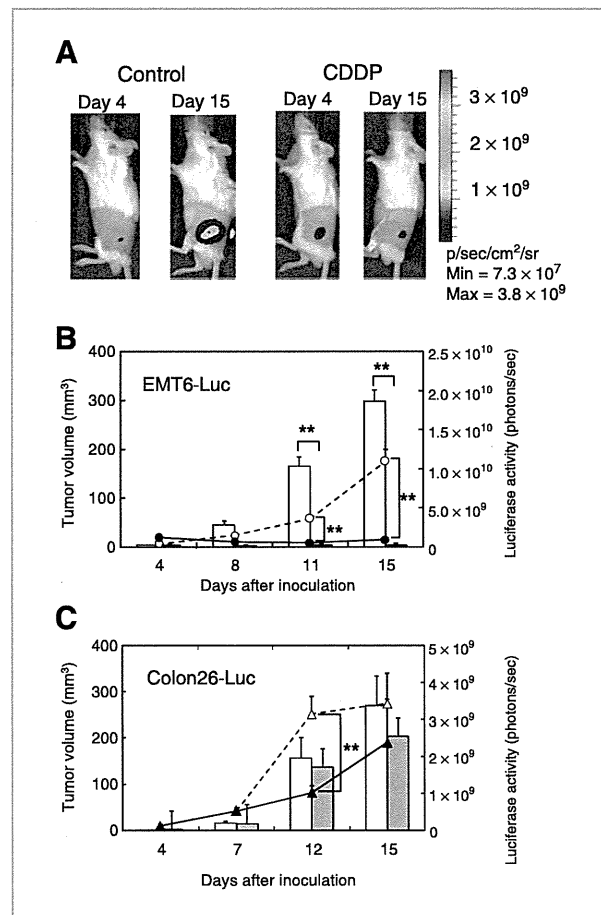 A
Control CDDP
Day 4 Day 15 Day 4 Day 15
3 × 10⁹
2 × 10⁹
1 × 10⁹
p/sec/cm²/sr
Min = 7.3 × 10⁷
Max = 3.8 × 10⁹
B
EMT6-Luc
Tumor volume (mm³)
400
300
200
100
0
**
**
**
**
2.5 × 10¹⁰
2.0 × 10¹⁰
1.5 × 10¹⁰
1.0 × 10¹⁰
5.0 × 10⁹
0
Luciferase activity (photons/sec)
4 8 11 15
Days after inoculation
C
Colon26-Luc
Tumor volume (mm³)
400
300
200
100
0
**
5 × 10⁹
4 × 10⁹
3 × 10⁹
2 × 10⁹
1 × 10⁹
0
Luciferase activity (photons/sec)
4 7 12 15
Days after inoculation